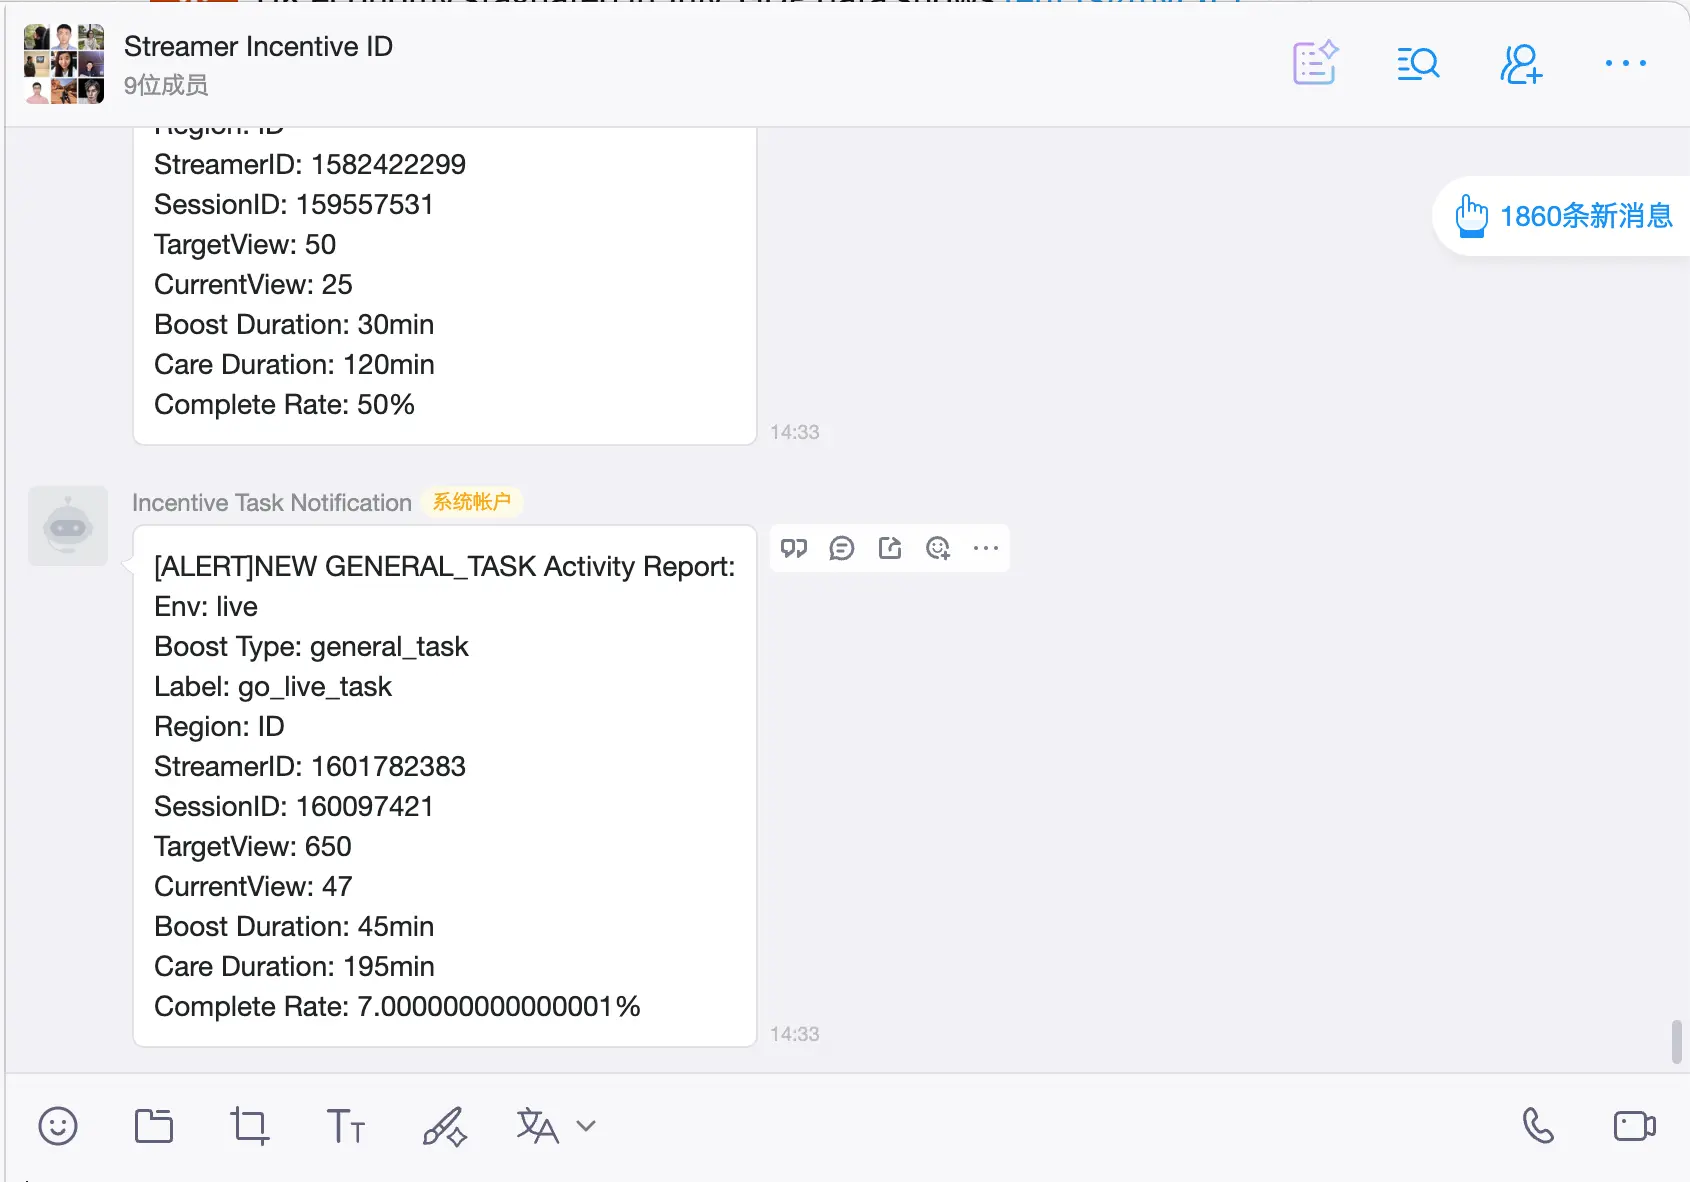 Streamer Incentive ID
9位成员
Region: ID
StreamerID: 1582422299
SessionID: 159557531
TargetView: 50
CurrentView: 25
Boost Duration: 30min
Care Duration: 120min
Complete Rate: 50%
14:33
1860条新消息
Incentive Task Notification 系统帐户
[ALERT]NEW GENERAL_TASK Activity Report:
Env: live
Boost Type: general_task
Label: go_live_task
Region: ID
StreamerID: 1601782383
SessionID: 160097421
TargetView: 650
CurrentView: 47
Boost Duration: 45min
Care Duration: 195min
Complete Rate: 7.000000000000001%
14:33